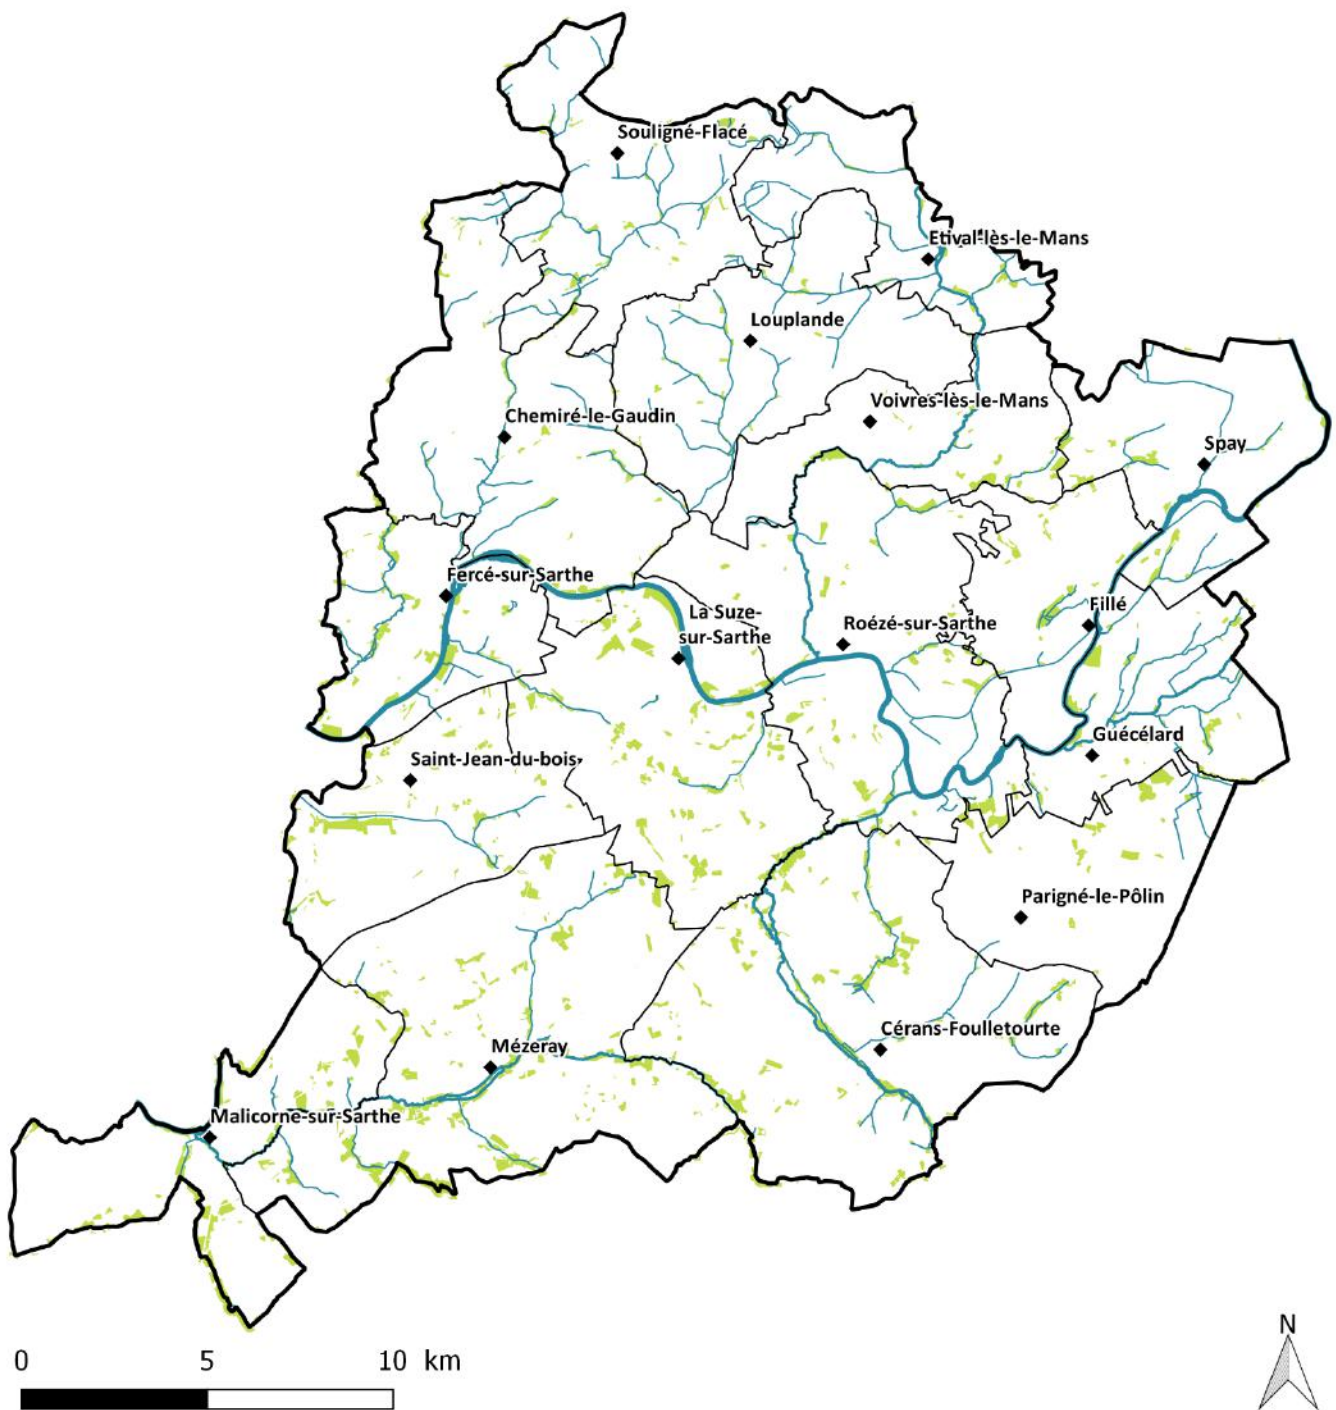 Souligné-Flacé
Etival-lès-le-Mans
Louplande
Voivres-lès-le-Mans
Chemiré-le-Gaudin
Spay
Fercé-sur-Sarthe
La Suze-
sur-Sarthe
Roézé-sur-Sarthe
Fillé
Guécélard
Saint-Jean-du-bois
Parigné-le-Pôlin
Cérans-Foulletourte
Mézeray
Malicorne-sur-Sarthe
0 5 10 km
N